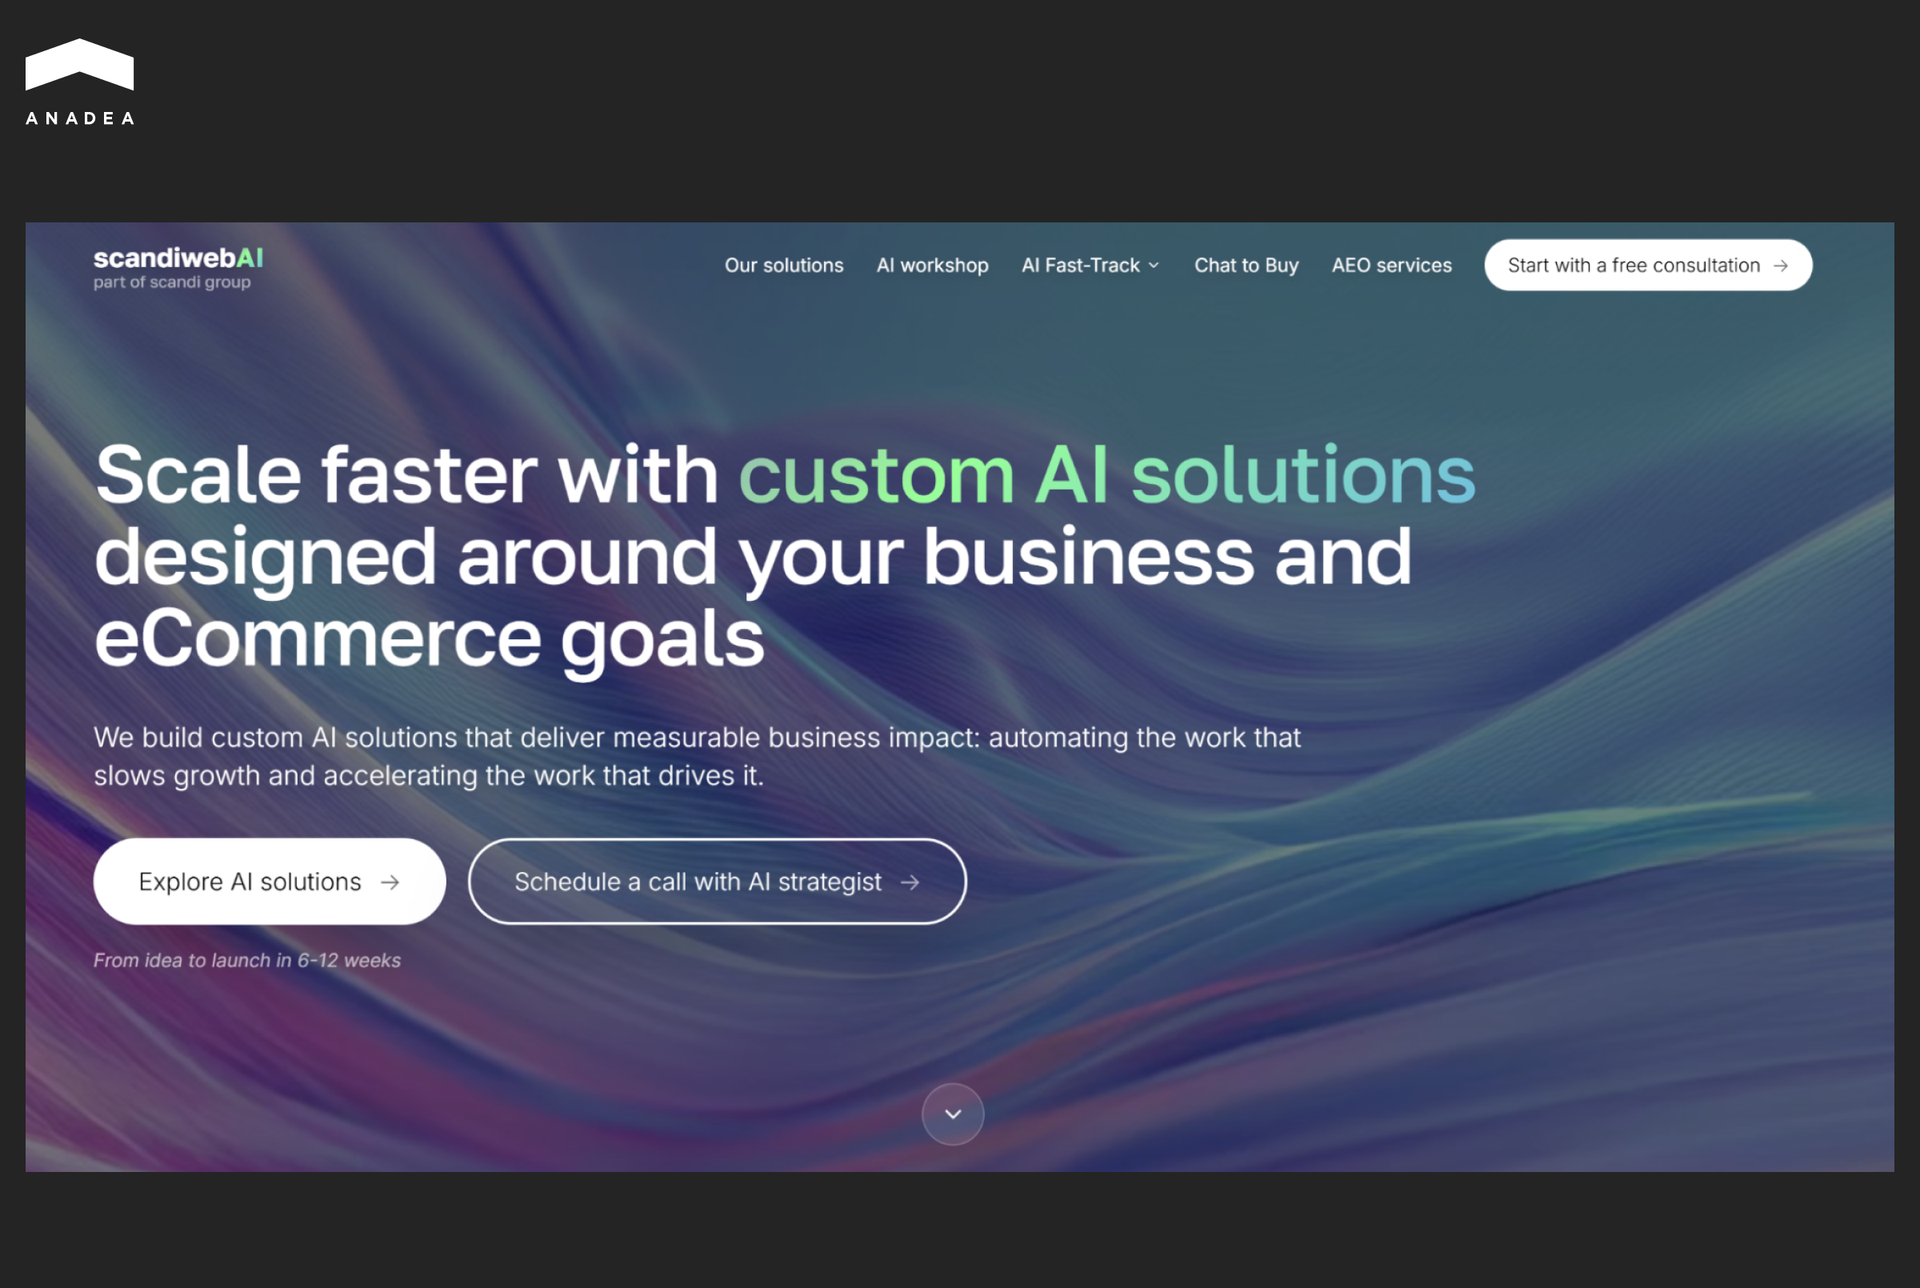 ANADEA
scandiwebAI
part of scandi group
Our solutions
AI workshop
AI Fast-Track
Chat to Buy
AEO services
Start with a free consultation
Scale faster with custom AI solutions
designed around your business and
eCommerce goals
We build custom AI solutions that deliver measurable business impact: automating the work that
slows growth and accelerating the work that drives it.
Explore AI solutions
Schedule a call with AI strategist
From idea to launch in 6-12 weeks